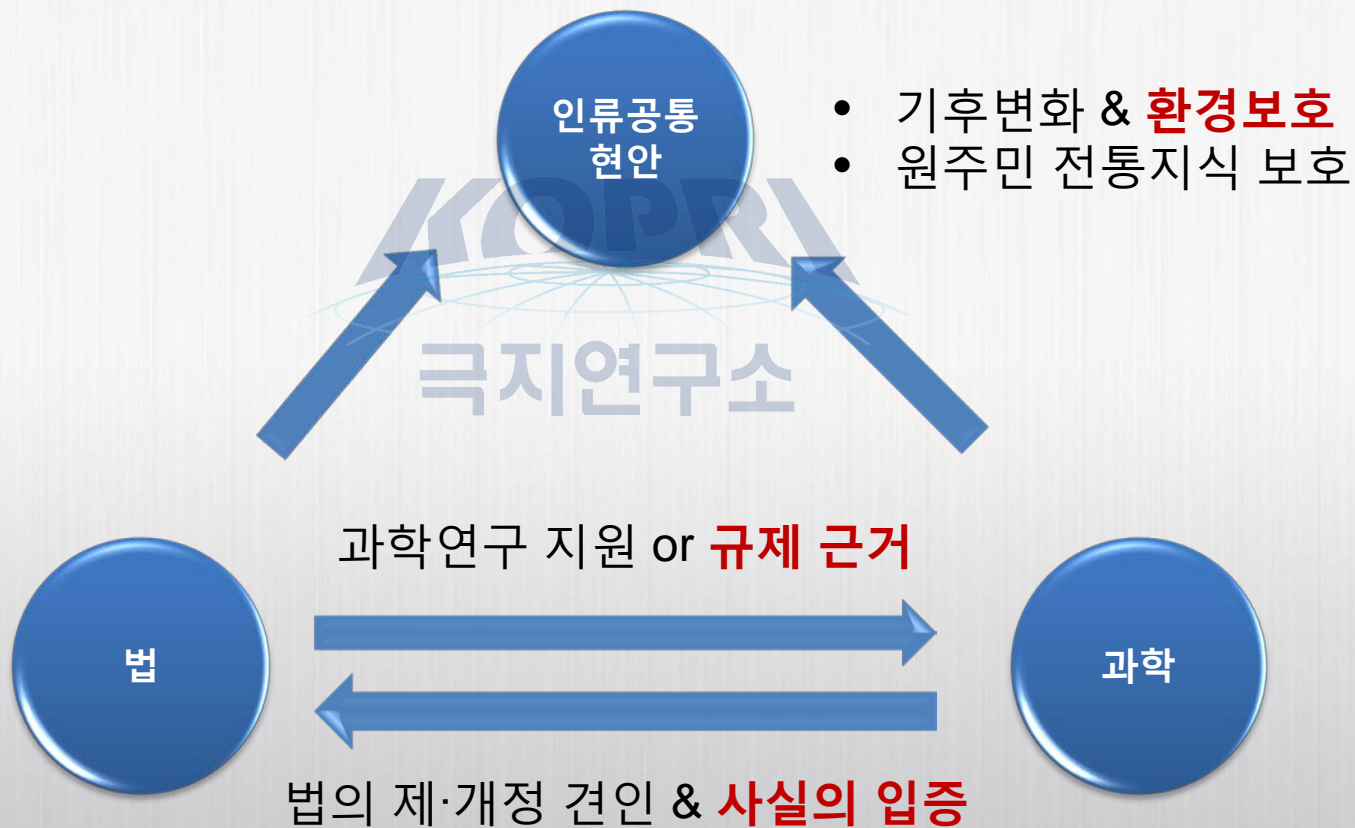 인류공통
현안
• 기후변화 & 환경보호
• 원주민 전통지식 보호
KOPRI
극지연구소
과학연구 지원 or 규제 근거
법
과학
법의 제·개정 견인 & 사실의 입증